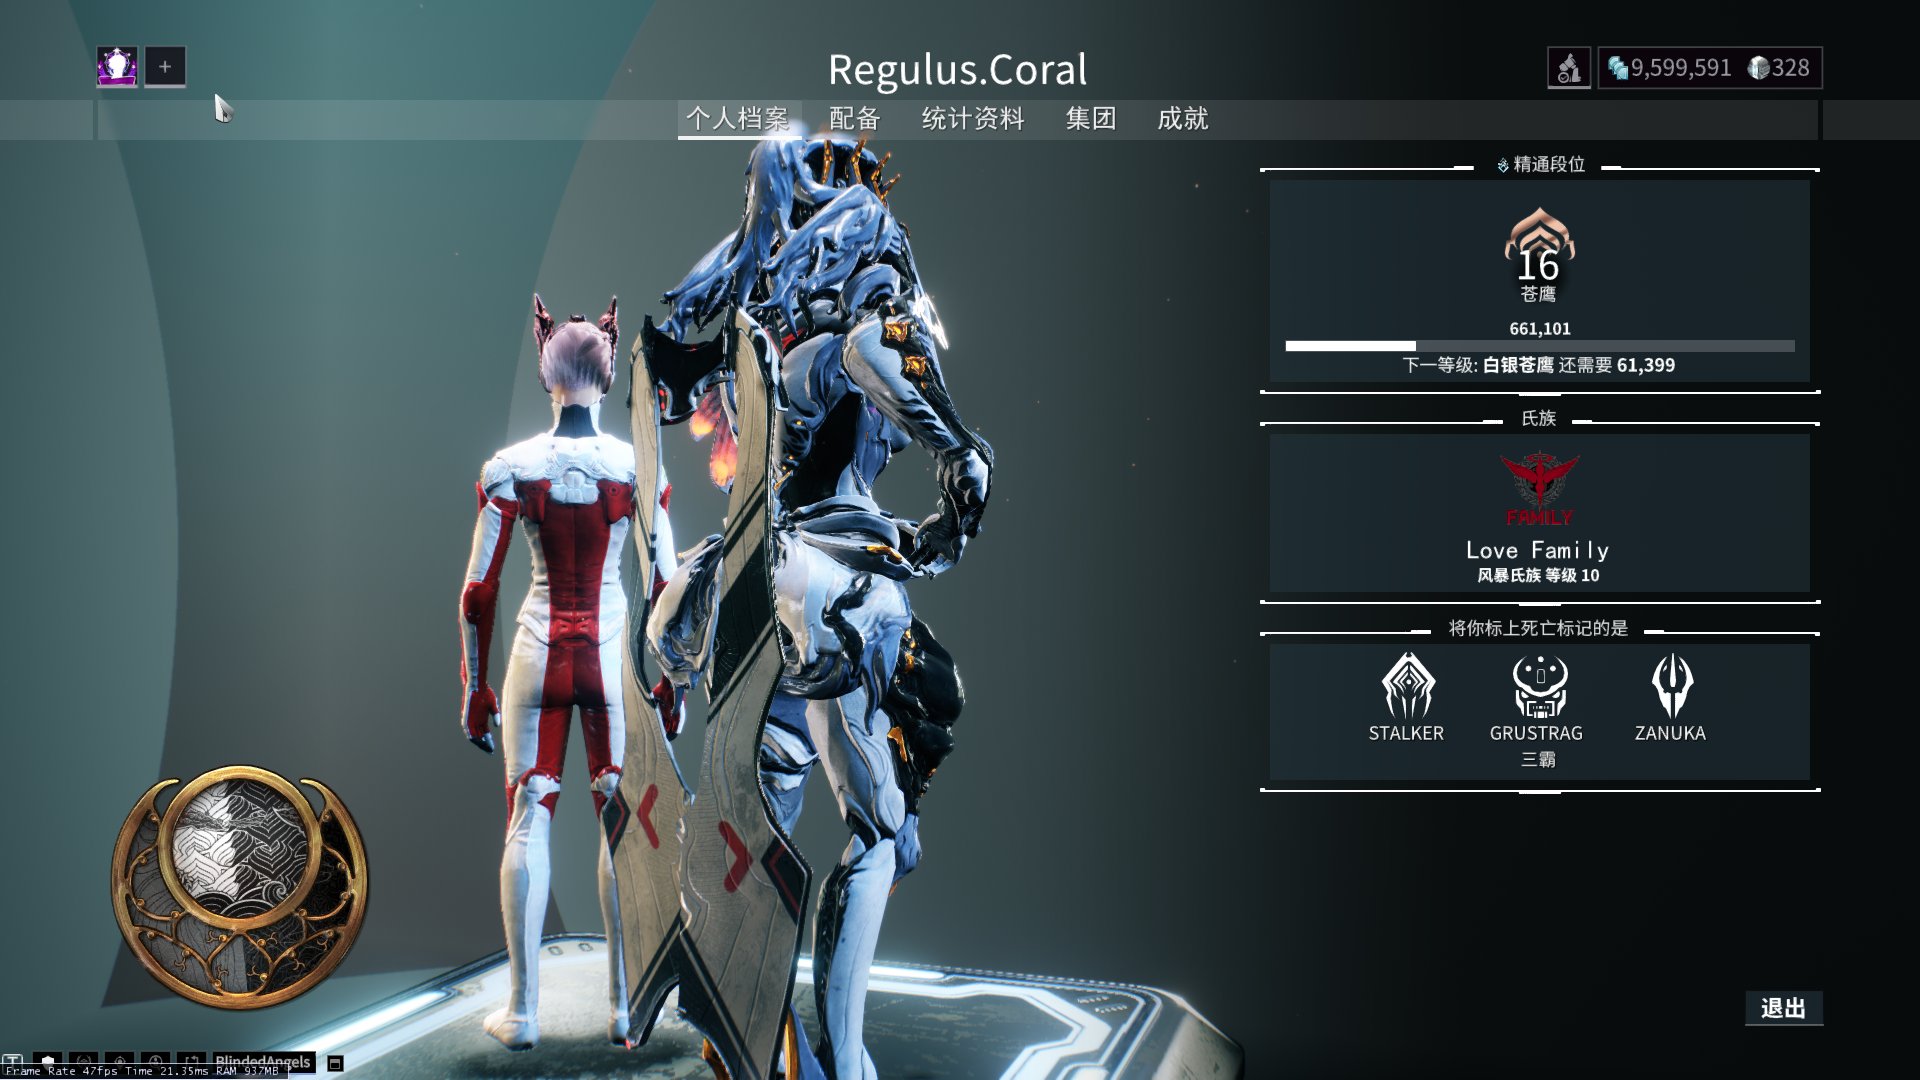 Regulus.Coral
9,599,591 328
个人档案 配备 统计资料 集团 成就
精通段位
16
苍鹰
661,101
下一等级: 白银苍鹰 还需要 61,399
氏族
FAMILY
Love Family
风暴氏族 等级 10
将你标上死亡标记的是
STALKER GRUSTRAG ZANUKA
三霸
退出
T BlindedAngels
Frame Rate 47fps Time 21.35ms RAM 937MB